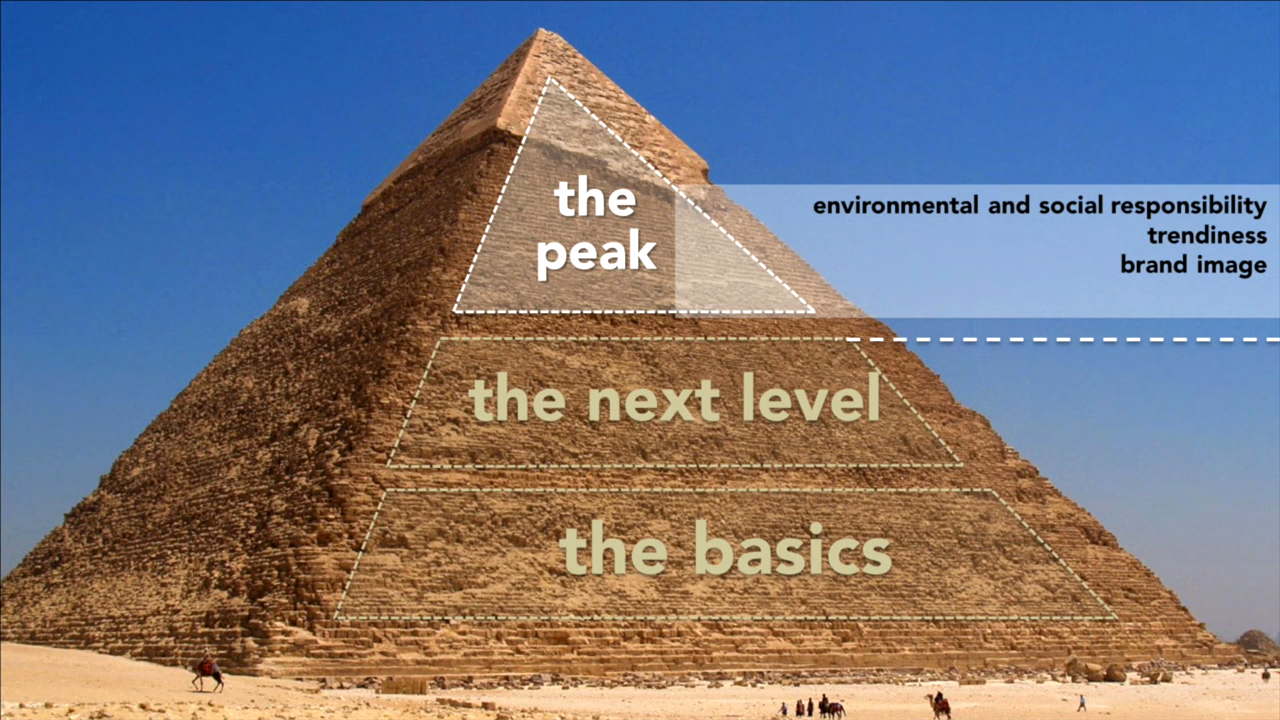 the
peak
environmental and social responsibility
trendiness
brand image
the next level
the basics